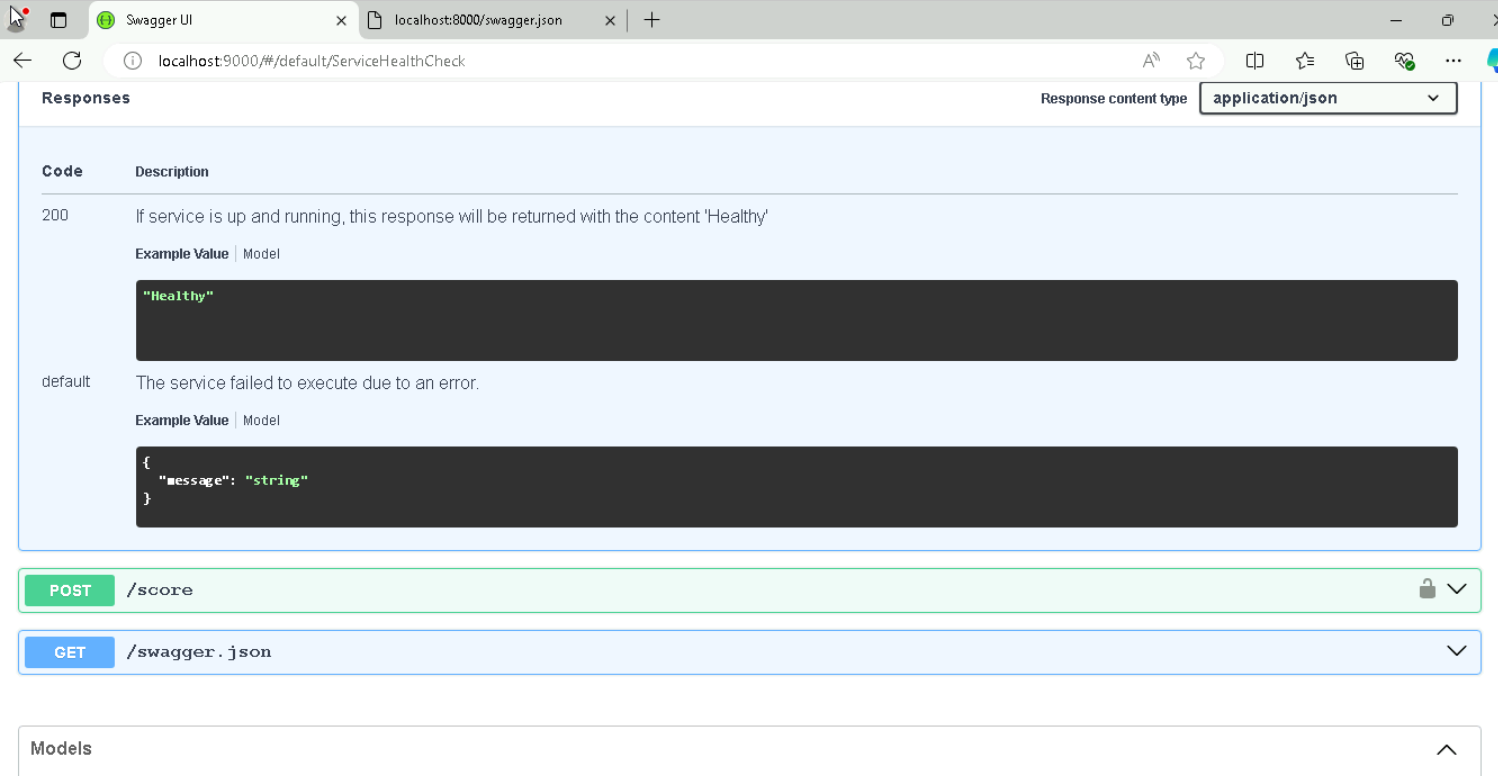 Swagger UI
localhost:8000/swagger.json
localhost:9000/#/default/ServiceHealthCheck
Responses
Response content type
application/json
Code Description
200 If service is up and running, this response will be returned with the content 'Healthy'
Example Value Model
"Healthy"
default The service failed to execute due to an error.
Example Value Model
{
"message": "string"
}
POST /score
GET /swagger.json
Models